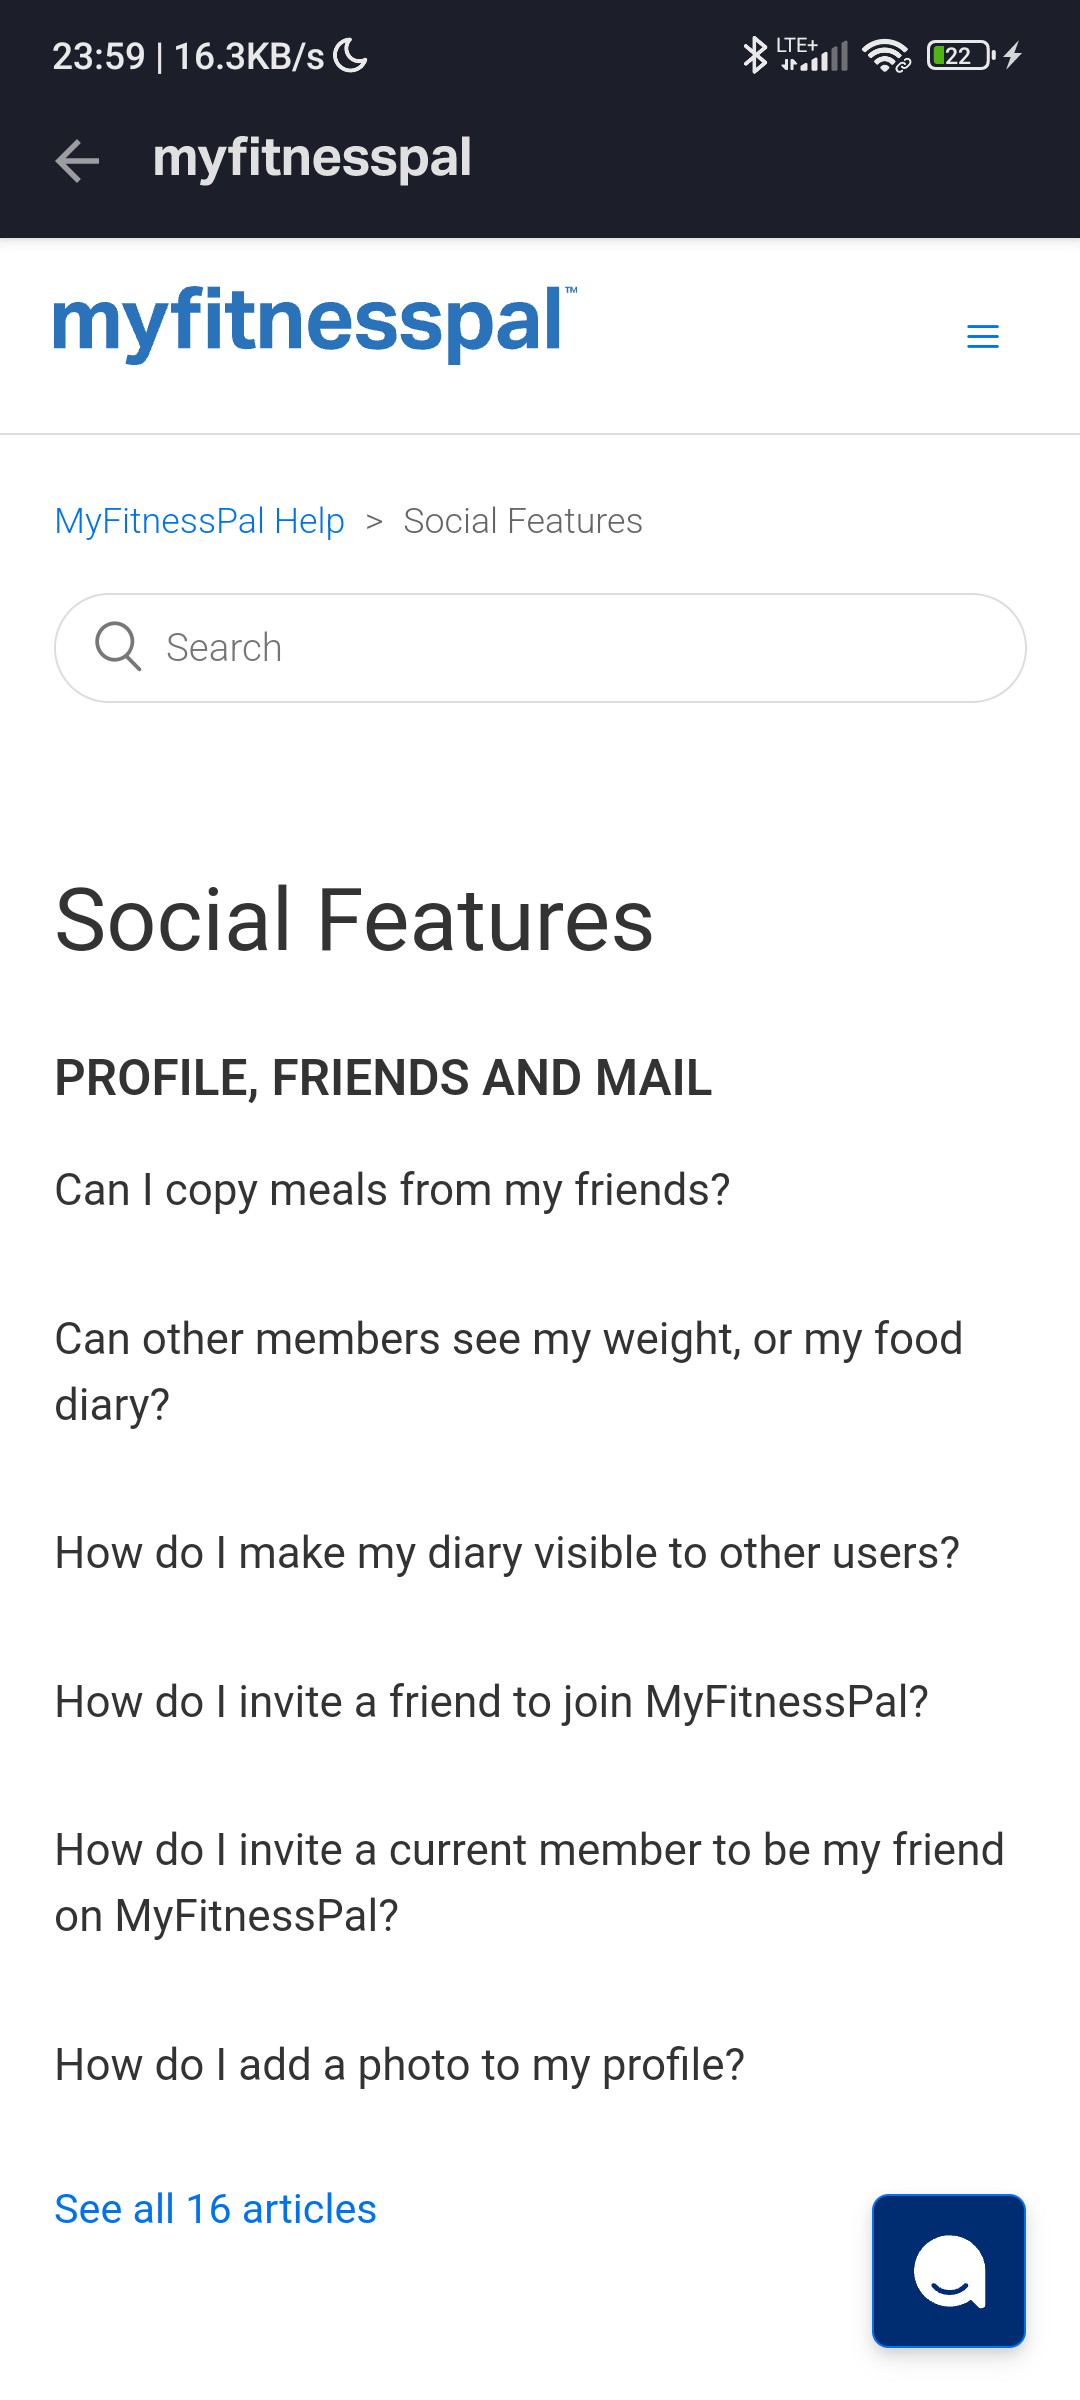 23:59 | 16.3KB/s LTE+ 22
myfitnesspal
myfitnesspal™
MyFitnessPal Help > Social Features
Search
Social Features
PROFILE, FRIENDS AND MAIL
Can I copy meals from my friends?
Can other members see my weight, or my food
diary?
How do I make my diary visible to other users?
How do I invite a friend to join MyFitnessPal?
How do I invite a current member to be my friend
on MyFitnessPal?
How do I add a photo to my profile?
See all 16 articles